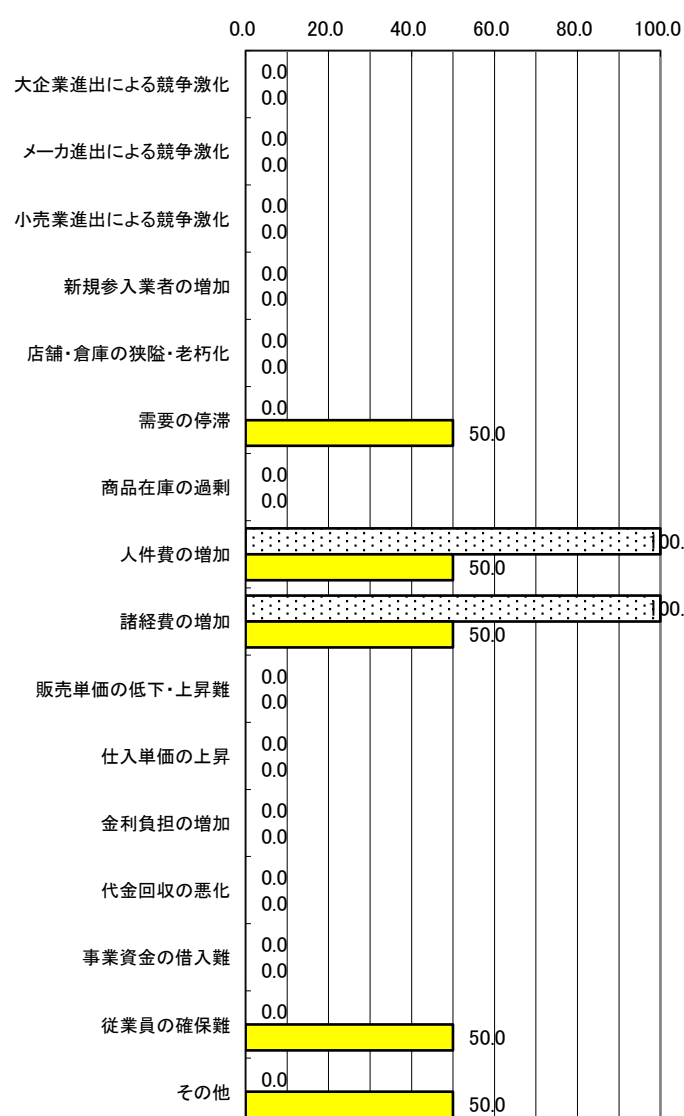 0.0 20.0 40.0 60.0 80.0 100.0
0.0
大企業進出による競争激化
0.0
0.0
メーカ進出による競争激化
0.0
0.0
小売業進出による競争激化
0.0
0.0
新規参入業者の増加
0.0
0.0
店舗・倉庫の狭隘・老朽化
0.0
0.0
需要の停滞
50.0
0.0
商品在庫の過剰
0.0
100.
人件費の増加
50.0
100.
諸経費の増加
50.0
0.0
販売単価の低下・上昇難
0.0
0.0
仕入単価の上昇
0.0
0.0
金利負担の増加
0.0
0.0
代金回収の悪化
0.0
0.0
事業資金の借入難
0.0
0.0
従業員の確保難
50.0
0.0
その他
50.0